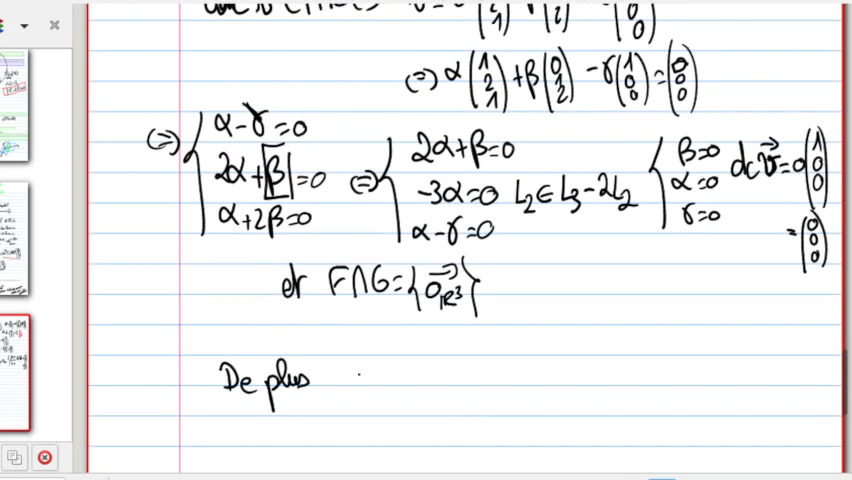 (=) α(1 2 1) + β(0 1 2) - γ(1 0 0) = (0 0 0)
(=) { α-γ=0
2α+β=0
α+2β=0
(=) { 2α+β=0
-3α=0 L2 ∈ L3-2L2
α-γ=0
{ β=0
α=0
γ=0
dc v⃗=0(1 0 0)
=(0 0 0)
et F∩G={0⃗_ℝ³}
De plus